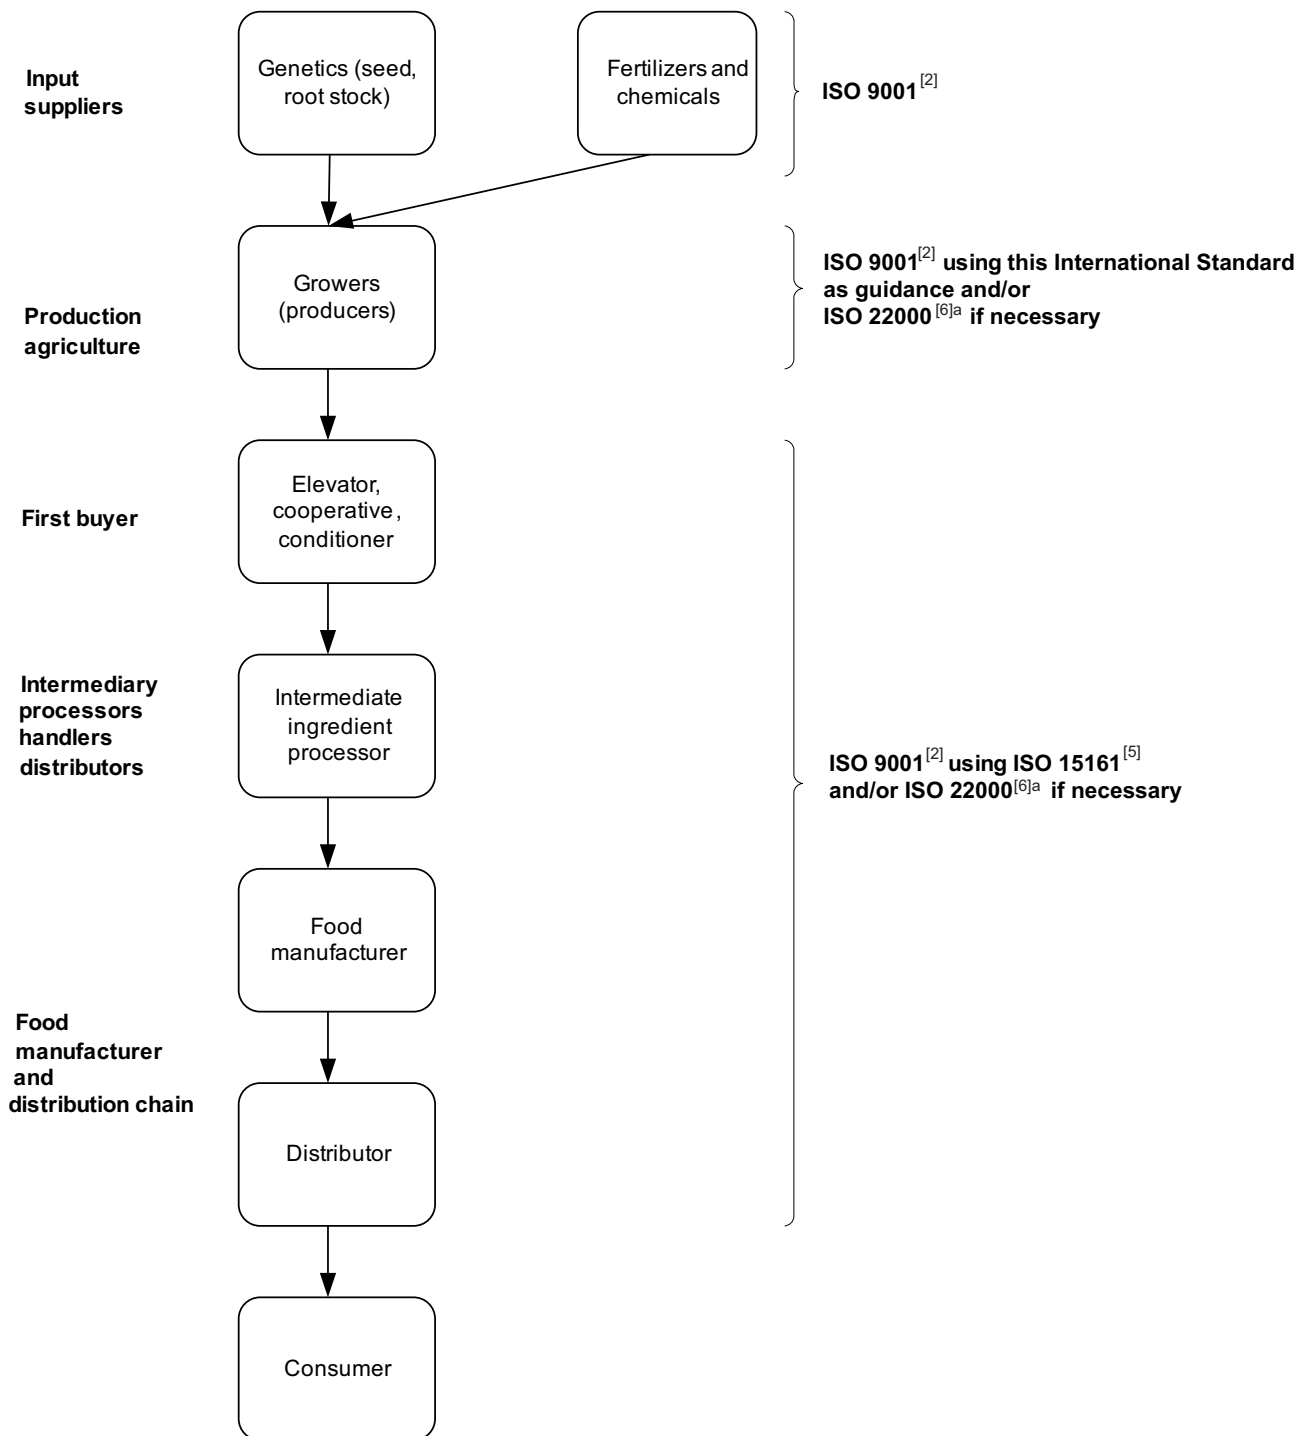 Input
suppliers
Genetics (seed,
root stock)
Fertilizers and
chemicals
ISO 9001[2]
Production
agriculture
Growers
(producers)
ISO 9001[2] using this International Standard
as guidance and/or
ISO 22000[6]a if necessary
First buyer
Elevator,
cooperative,
conditioner
Intermediary
processors
handlers
distributors
Intermediate
ingredient
processor
ISO 9001[2] using ISO 15161[5]
and/or ISO 22000[6]a if necessary
Food
manufacturer
Food
manufacturer
and
distribution chain
Distributor
Consumer